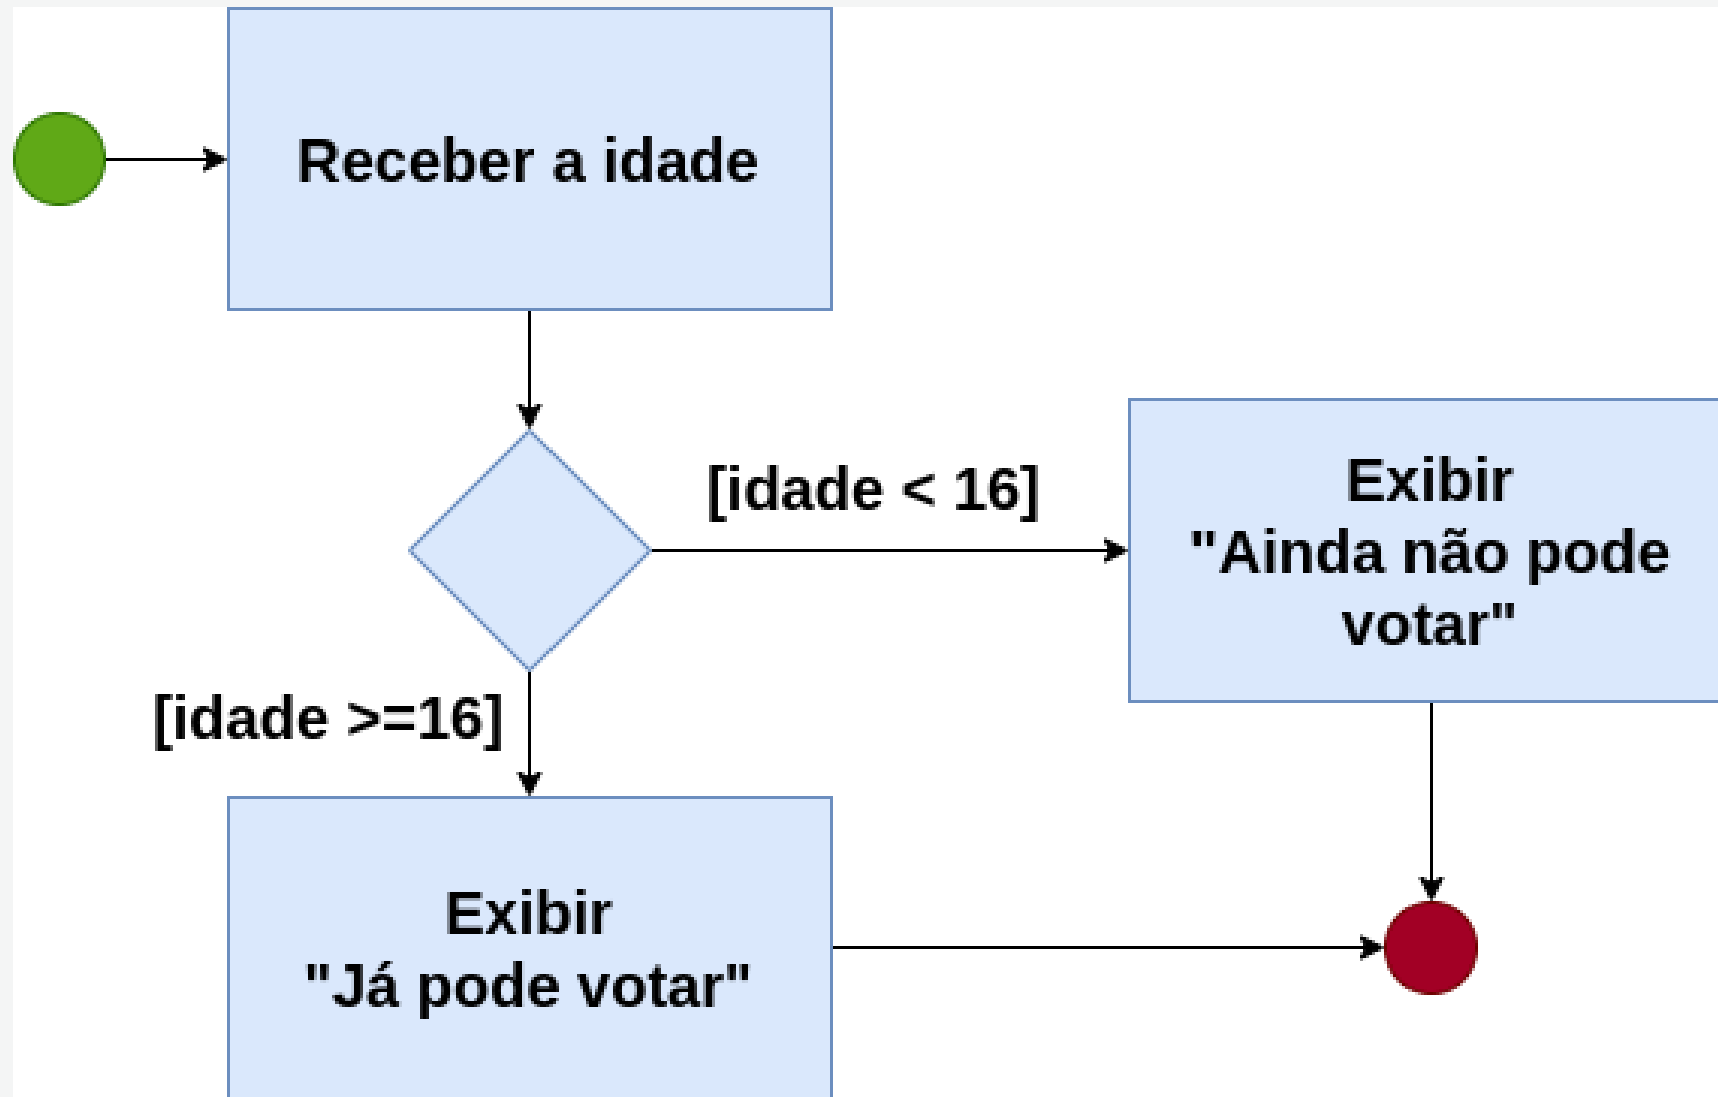 Receber a idade
[idade < 16]
Exibir
"Ainda não pode
votar"
[idade >=16]
Exibir
"Já pode votar"